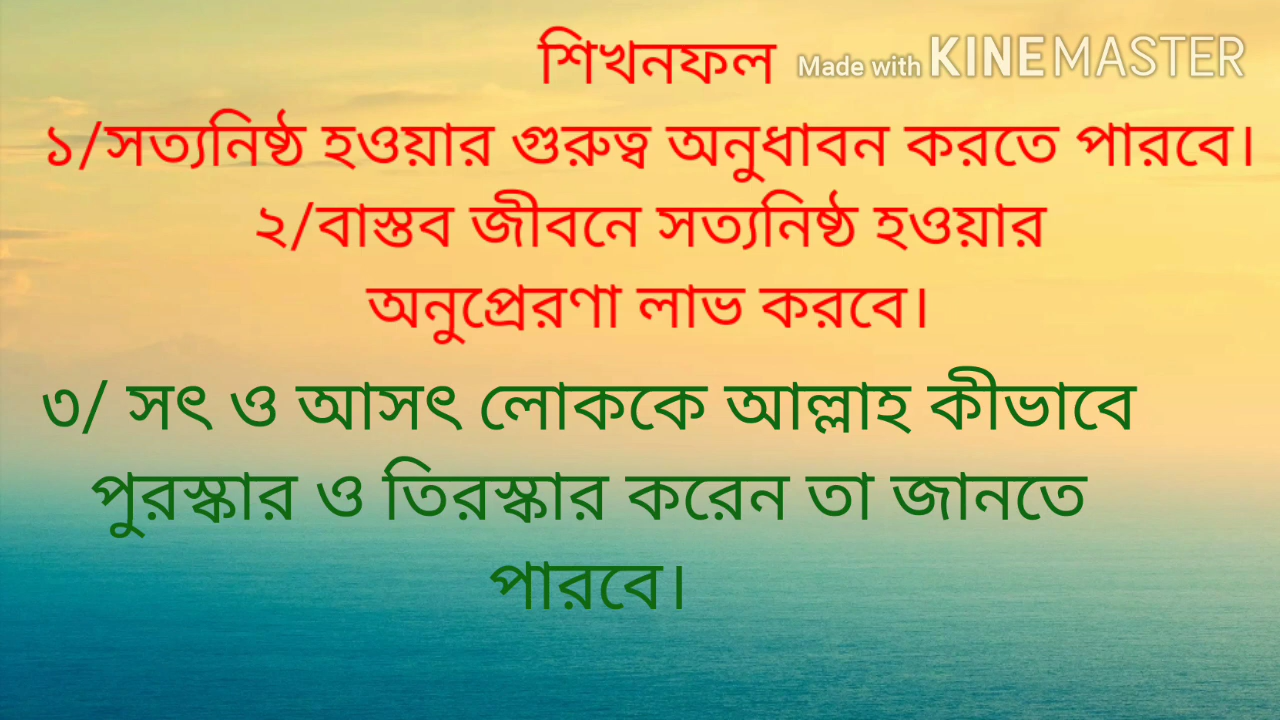 শিখনফল
Made with KINEMASTER
১/সত্যনিষ্ঠ হওয়ার গুরুত্ব অনুধাবন করতে পারবে।
২/বাস্তব জীবনে সত্যনিষ্ঠ হওয়ার
অনুপ্রেরণা লাভ করবে।
৩/ সৎ ও আসৎ লোককে আল্লাহ কীভাবে
পুরস্কার ও তিরস্কার করেন তা জানতে
পারবে।